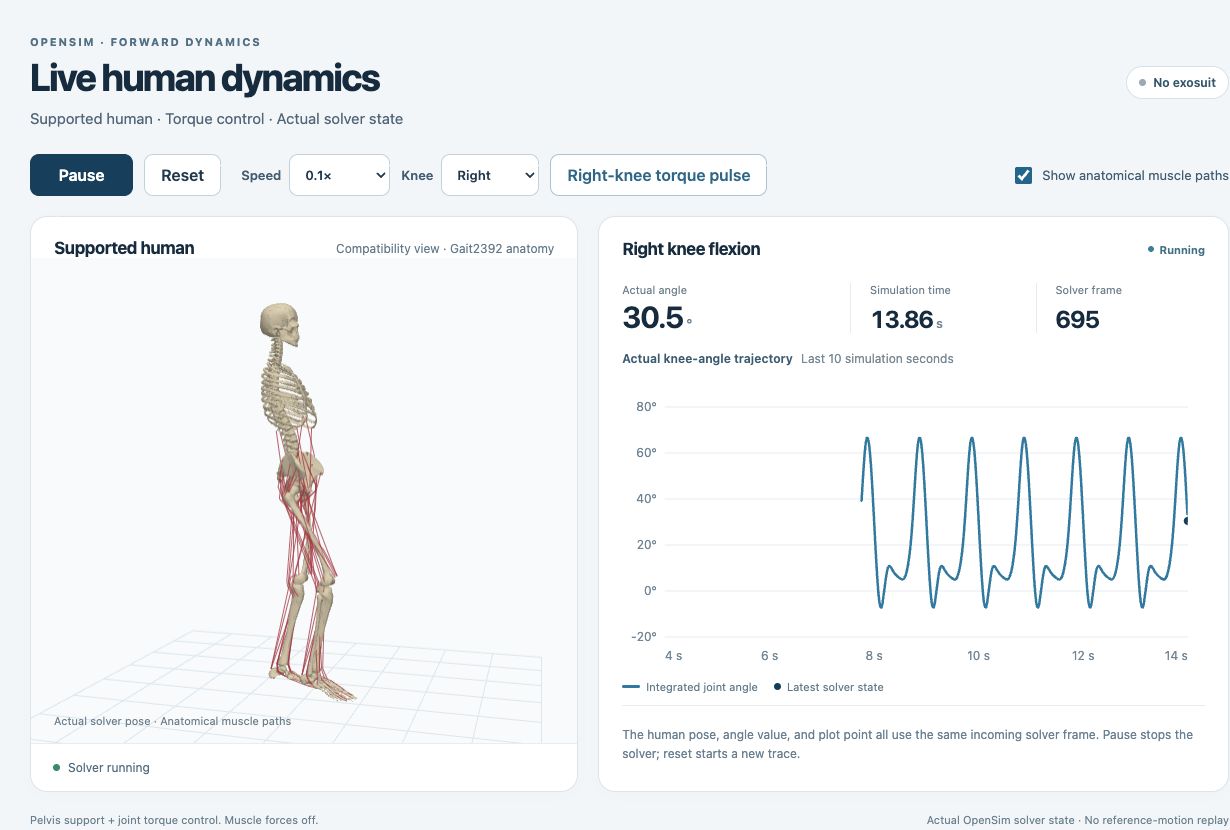 OPENSIM · FORWARD DYNAMICS
Live human dynamics
No exosuit
Supported human · Torque control · Actual solver state
Pause Reset Speed 0.1× Knee Right Right-knee torque pulse Show anatomical muscle paths
Supported human Compatibility view · Gait2392 anatomy
Actual solver pose · Anatomical muscle paths
Solver running
Right knee flexion Running
Actual angle Simulation time Solver frame
30.5° 13.86 s 695
Actual knee-angle trajectory Last 10 simulation seconds
80°
60°
40°
20°
0°
-20°
4 s 6 s 8 s 10 s 12 s 14 s
Integrated joint angle Latest solver state
The human pose, angle value, and plot point all use the same incoming solver frame. Pause stops the
solver; reset starts a new trace.
Pelvis support + joint torque control. Muscle forces off. Actual OpenSim solver state · No reference-motion replay